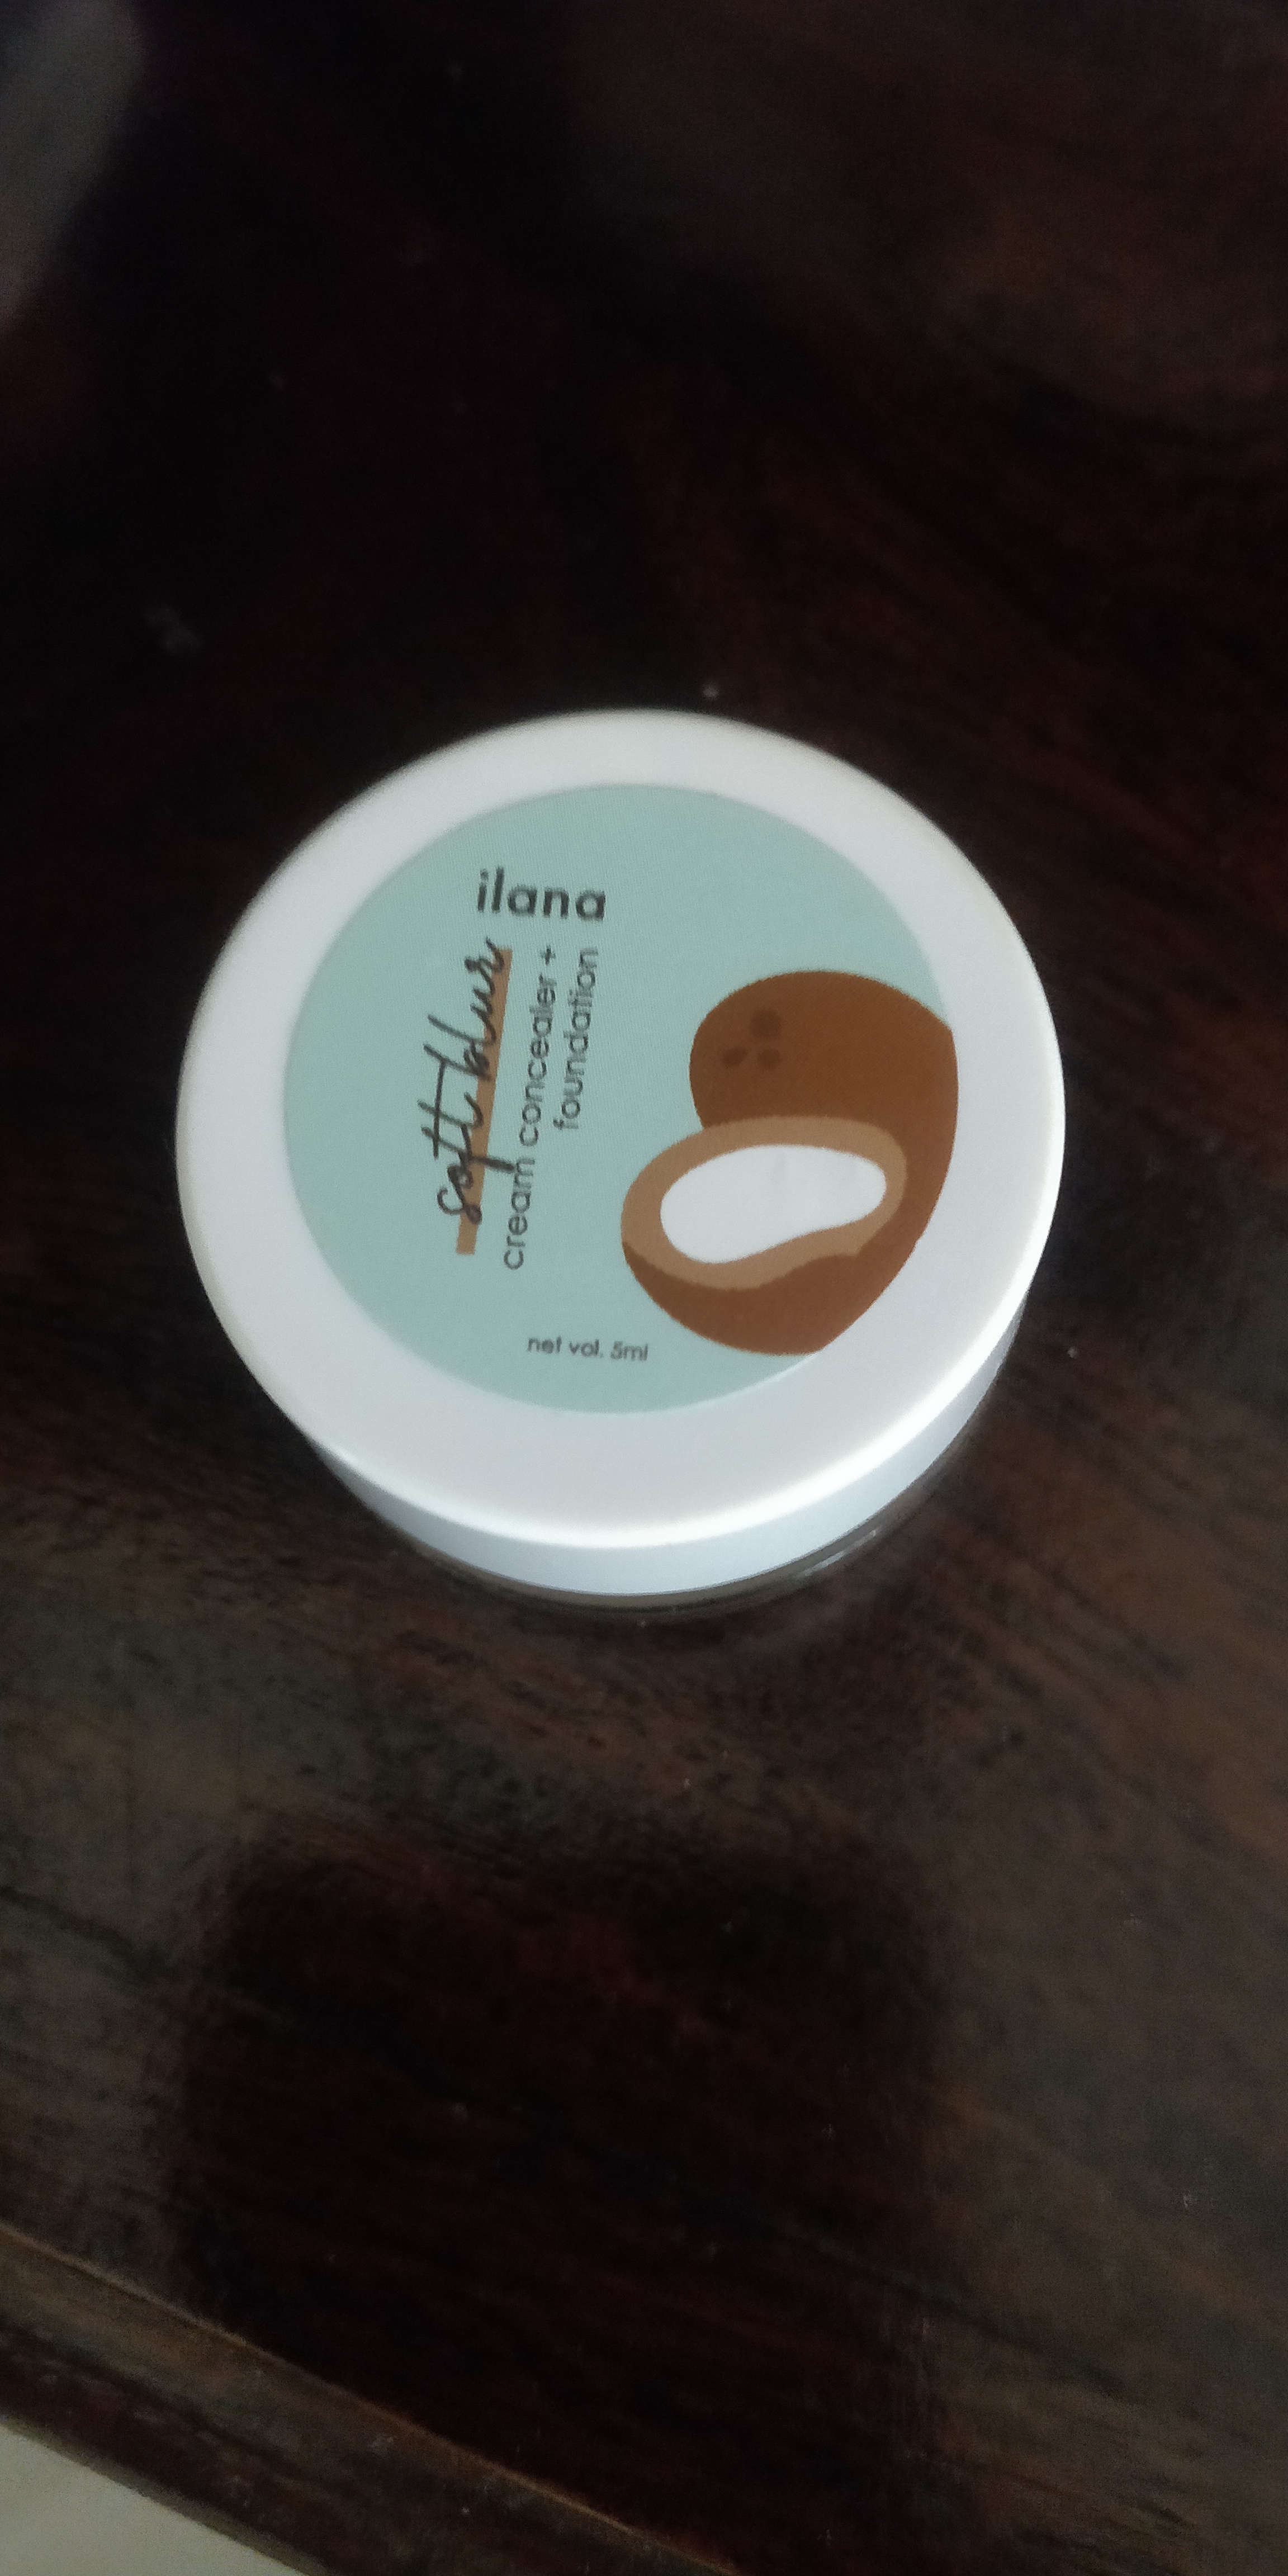 ilana
soft blur
cream concealer +
foundation
net vol. 5ml